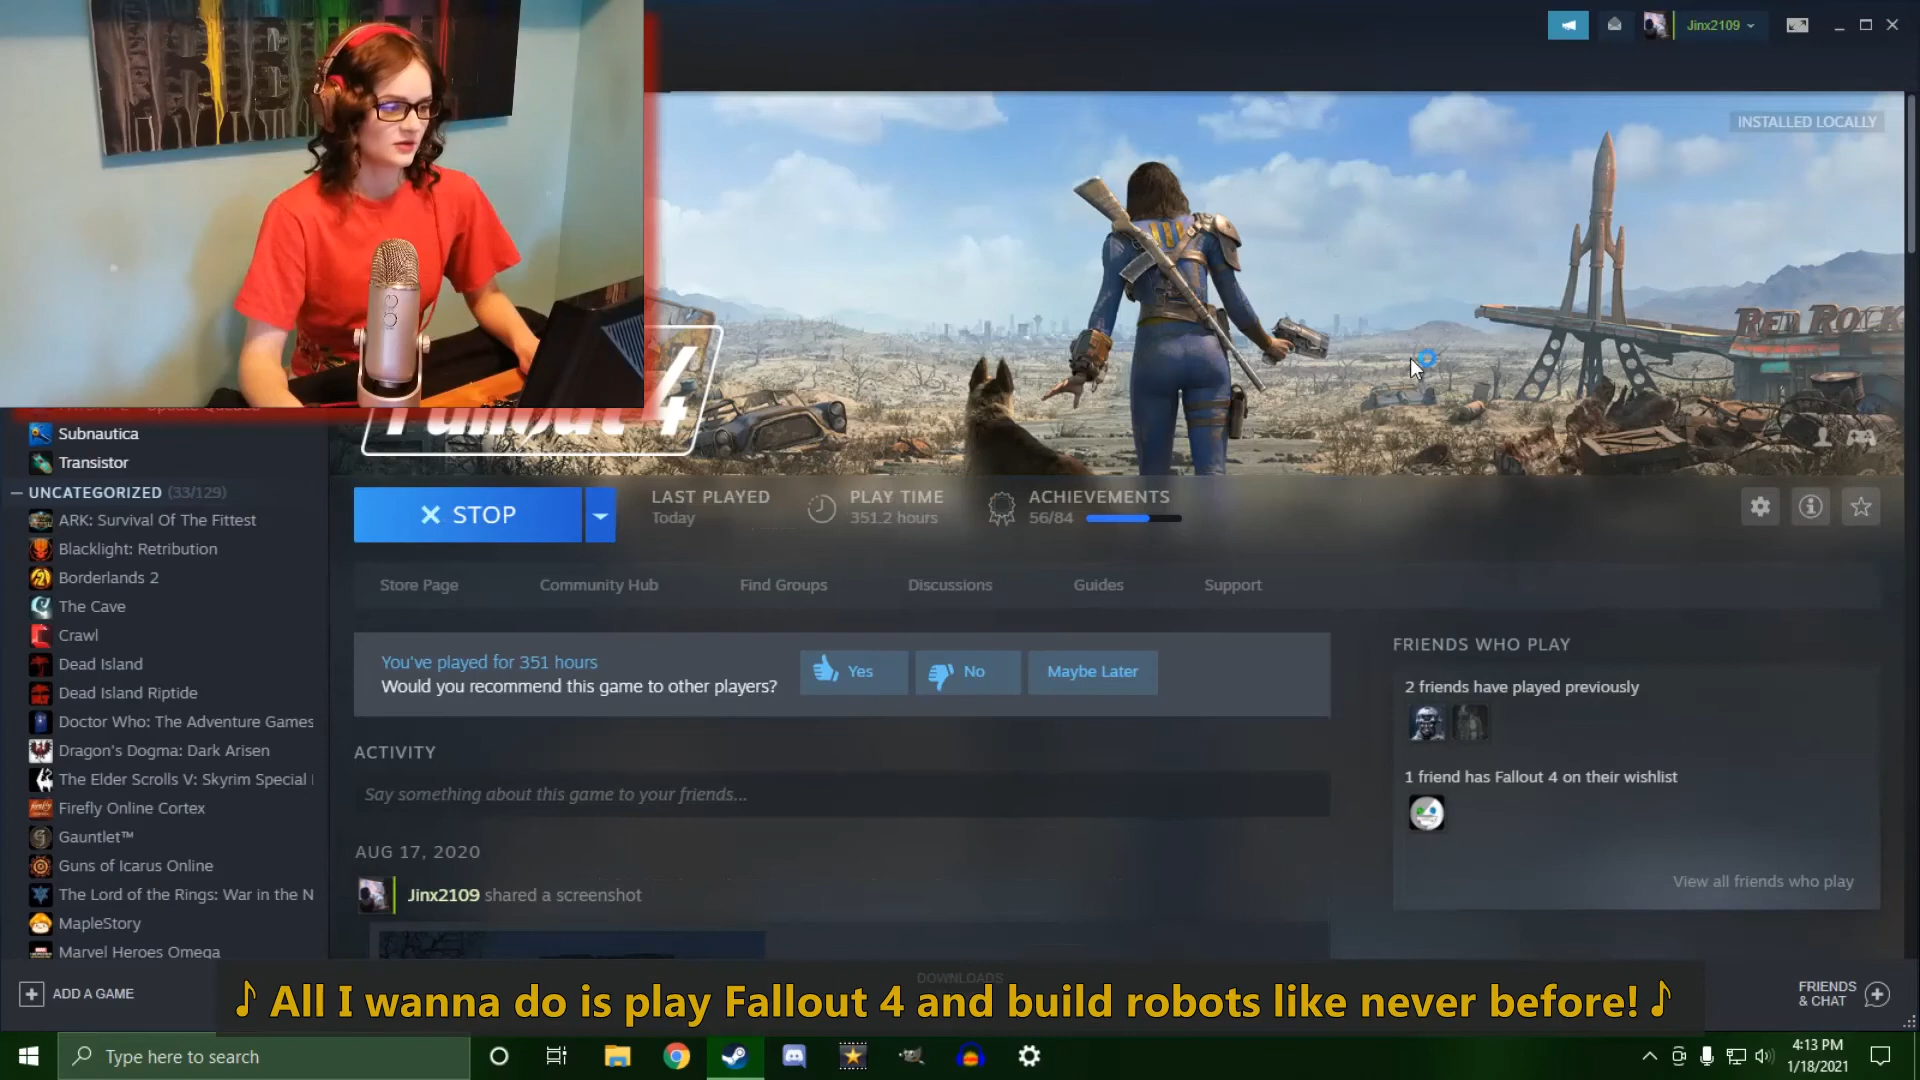 Jinx2109
INSTALLED LOCALLY
RED ROCK
Fallout 4
Subnautica
Transistor
UNCATEGORIZED (33/129)
ARK: Survival Of The Fittest
Blacklight: Retribution
Borderlands 2
The Cave
Crawl
Dead Island
Dead Island Riptide
Doctor Who: The Adventure Games
Dragon's Dogma: Dark Arisen
The Elder Scrolls V: Skyrim Special
Firefly Online Cortex
Gauntlet™
Guns of Icarus Online
The Lord of the Rings: War in the N
MapleStory
Marvel Heroes Omega
ADD A GAME
STOP
LAST PLAYED
Today
PLAY TIME
351.2 hours
ACHIEVEMENTS
56/84
Store Page
Community Hub
Find Groups
Discussions
Guides
Support
You've played for 351 hours
Would you recommend this game to other players?
Yes
No
Maybe Later
ACTIVITY
Say something about this game to your friends...
AUG 17, 2020
Jinx2109 shared a screenshot
FRIENDS WHO PLAY
2 friends have played previously
1 friend has Fallout 4 on their wishlist
View all friends who play
DOWNLOADS
FRIENDS
& CHAT
♪ All I wanna do is play Fallout 4 and build robots like never before! ♪
Type here to search
4:13 PM
1/18/2021